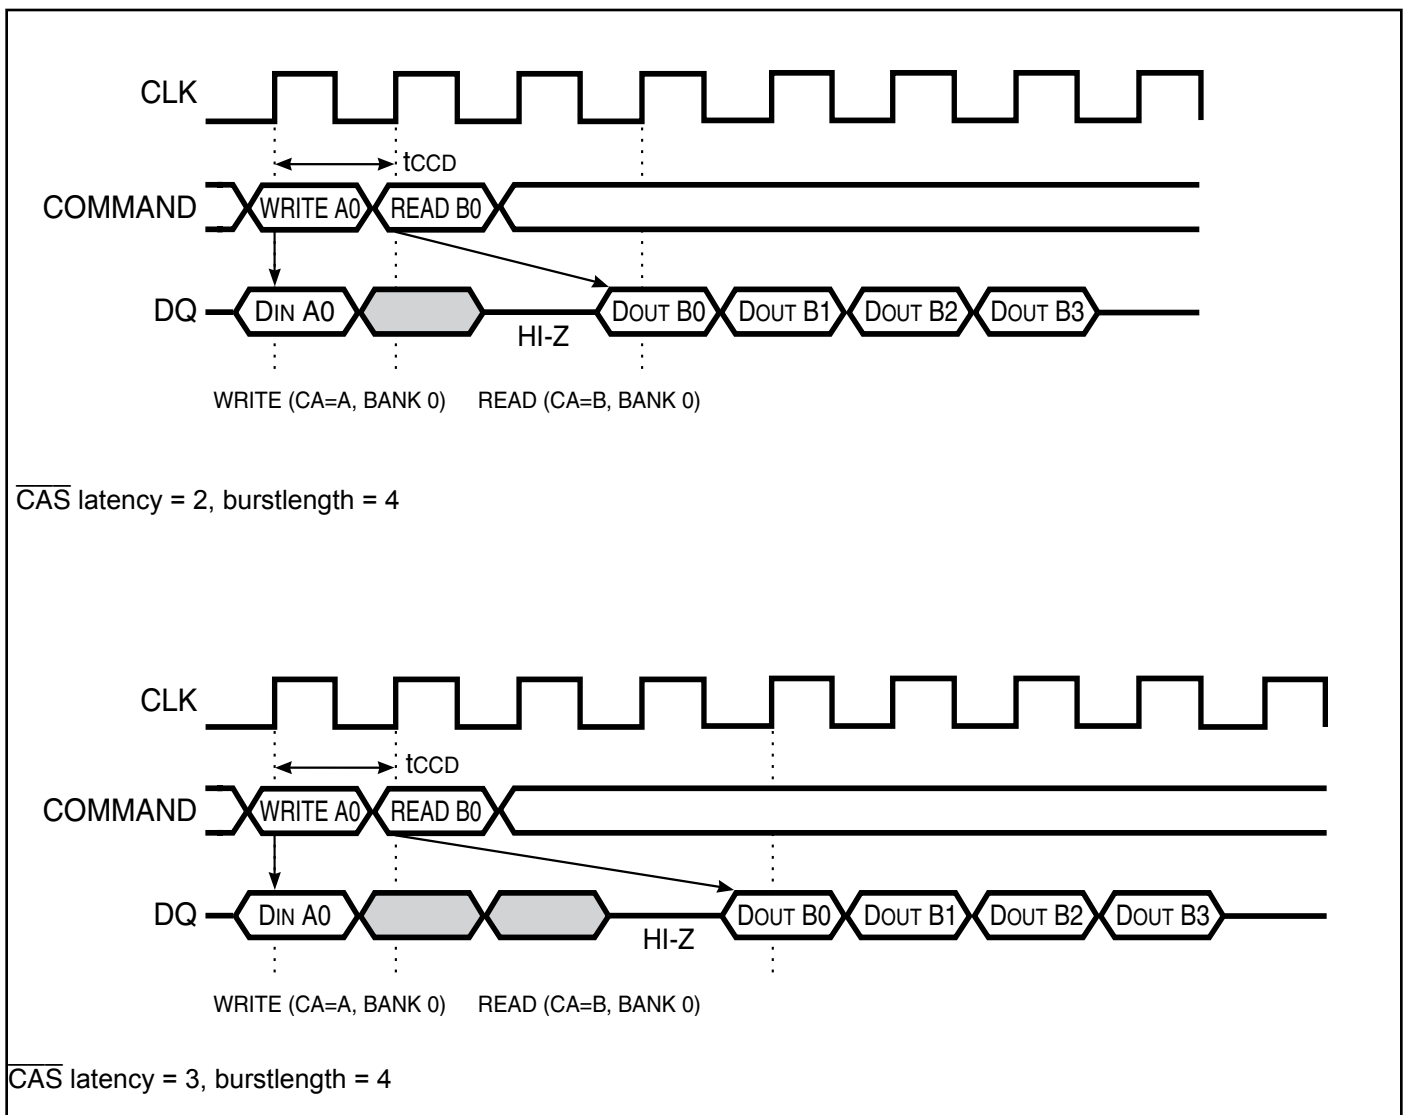 CLK
tCCD
COMMAND WRITE A0 READ B0
DQ DIN A0 DOUT B0 DOUT B1 DOUT B2 DOUT B3
HI-Z
WRITE (CA=A, BANK 0) READ (CA=B, BANK 0)
CAS latency = 2, burstlength = 4
CLK
tCCD
COMMAND WRITE A0 READ B0
DQ DIN A0 DOUT B0 DOUT B1 DOUT B2 DOUT B3
HI-Z
WRITE (CA=A, BANK 0) READ (CA=B, BANK 0)
CAS latency = 3, burstlength = 4